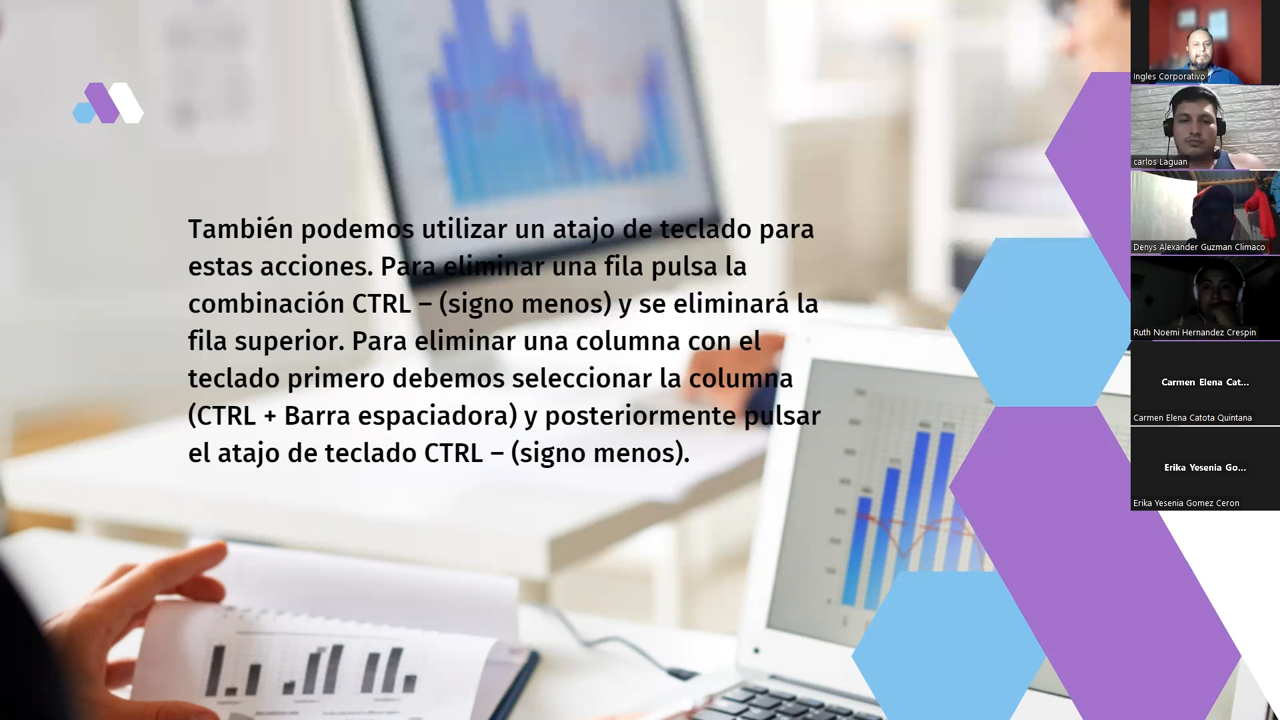 También podemos utilizar un atajo de teclado para
estas acciones. Para eliminar una fila pulsa la
combinación CTRL – (signo menos) y se eliminará la
fila superior. Para eliminar una columna con el
teclado primero debemos seleccionar la columna
(CTRL + Barra espaciadora) y posteriormente pulsar
el atajo de teclado CTRL – (signo menos).
Ingles Corporativo
carlos Laguan
Denys Alexander Guzman Climaco
Ruth Noemi Hernandez Crespin
Carmen Elena Cat...
Carmen Elena Catota Quintana
Erika Yesenia Go...
Erika Yesenia Gomez Ceron